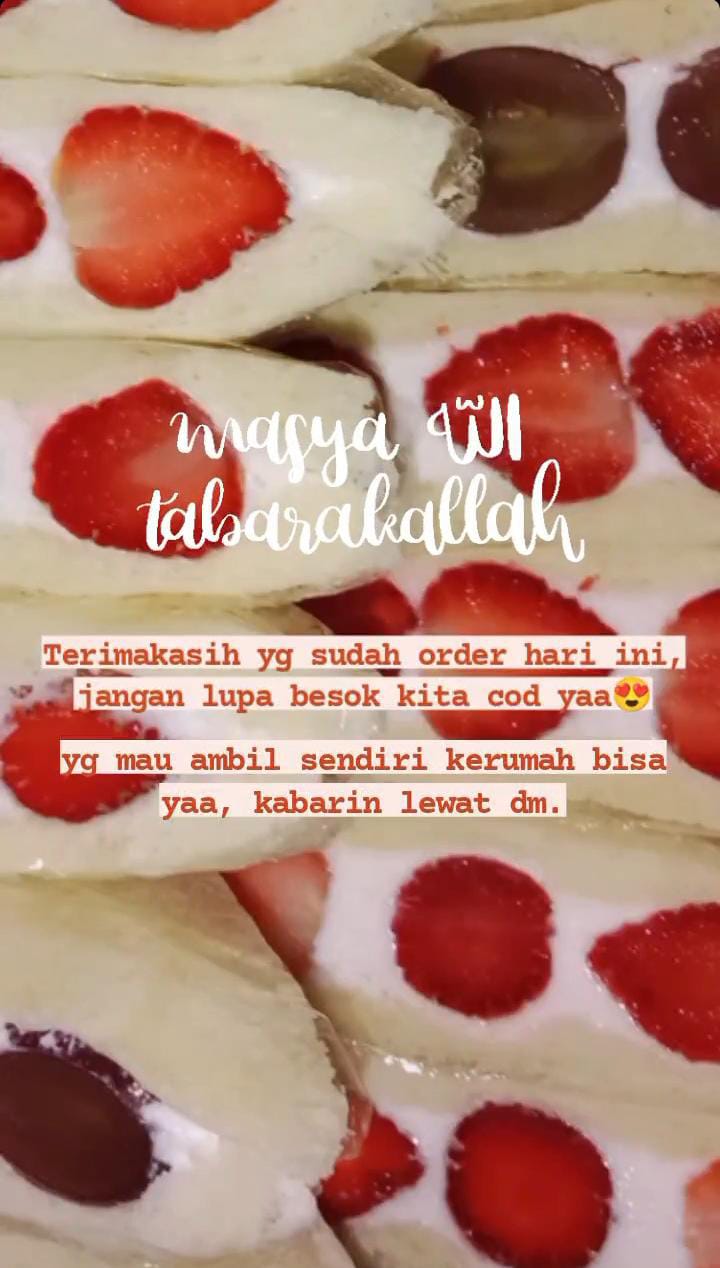 masya الله
tabarakallah
Terimakasih yg sudah order hari ini,
jangan lupa besok kita cod yaa😍
yg mau ambil sendiri kerumah bisa
yaa, kabarin lewat dm.